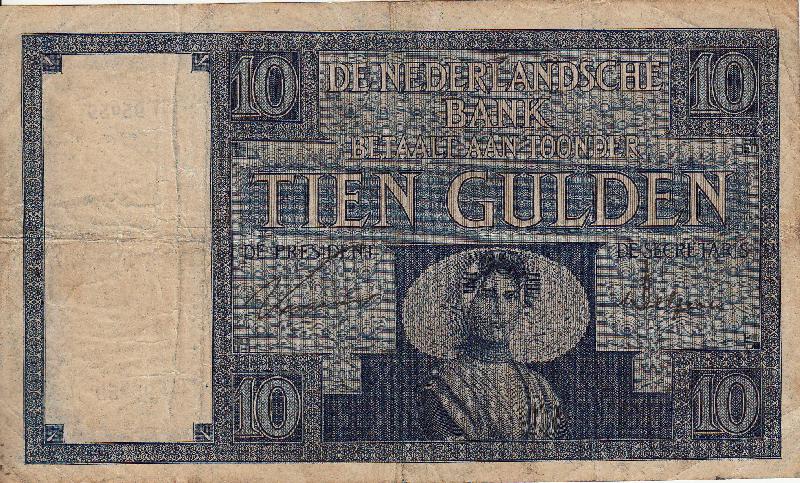 10
DE NEDERLANDSCHE
10
BANK
BETAALT AAN TOONDER
TIEN GULDEN
DE PRESIDENT
DE SECRETARIS
10
10